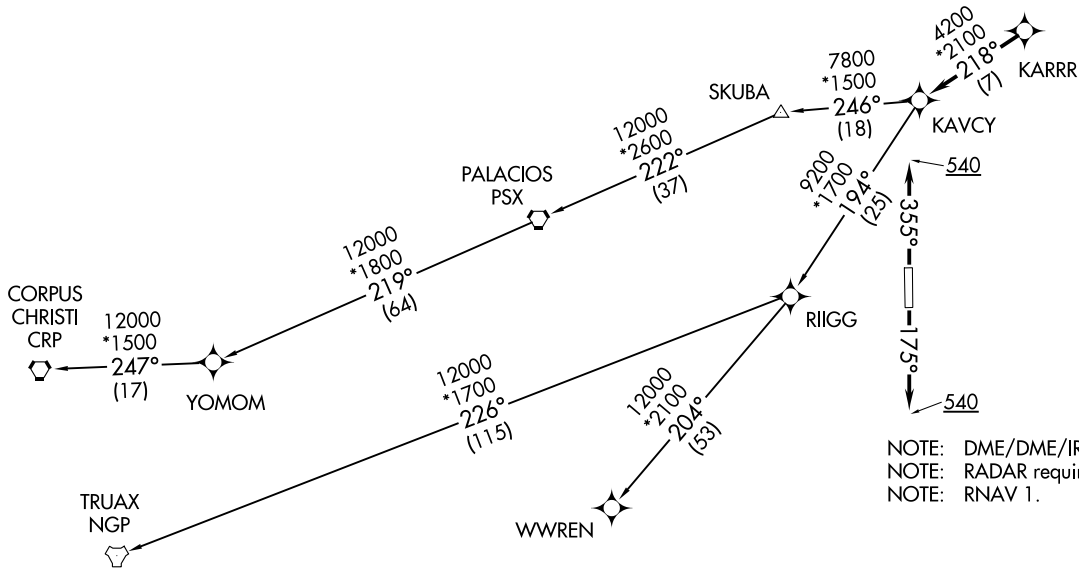 4200
*2100
218°
(7)
KARRR
7800
*1500
246°
(18)
SKUBA
KAVCY
12000
*2600
222°
(37)
PALACIOS
PSX
9200
*1700
194°
(25)
540
355°
175°
540
12000
*1800
219°
(64)
RIIGG
CORPUS
CHRISTI
CRP
12000
*1500
247°
(17)
YOMOM
12000
*1700
226°
(115)
12000
*2100
204°
(53)
NOTE: DME/DME/IR
NOTE: RADAR requir
NOTE: RNAV 1.
TRUAX
NGP
WWREN